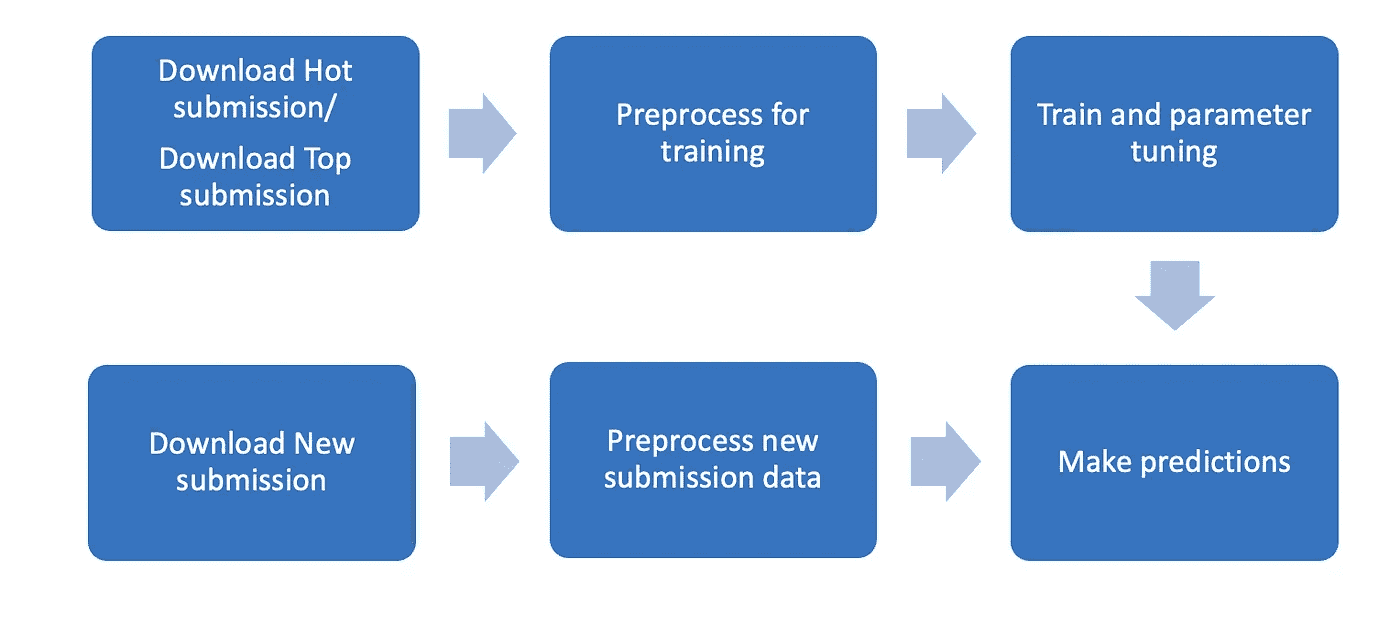 Download Hot
submission/
Download Top
submission
Preprocess for
training
Train and parameter
tuning
Download New
submission
Preprocess new
submission data
Make predictions